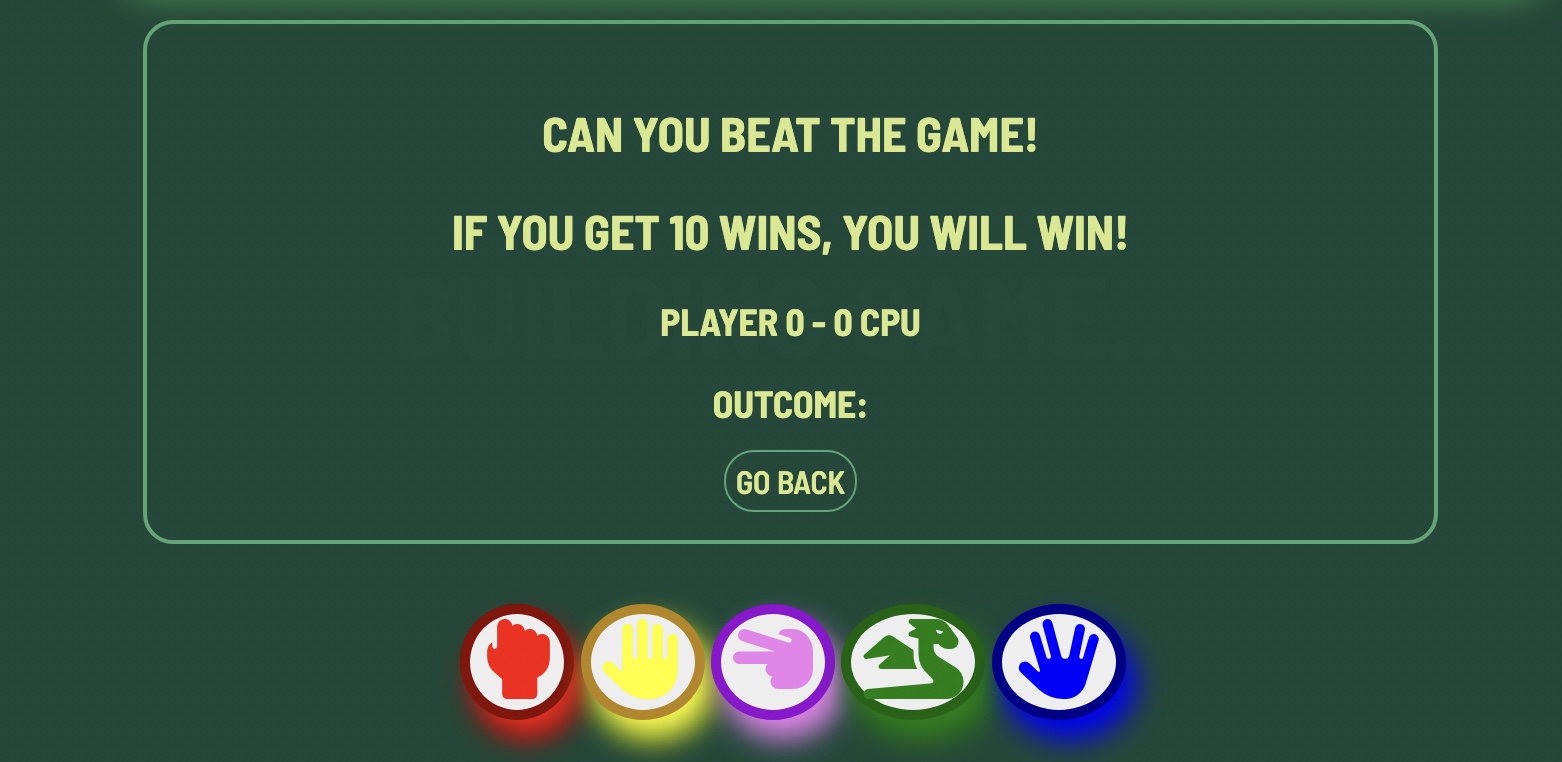 CAN YOU BEAT THE GAME!
IF YOU GET 10 WINS, YOU WILL WIN!
PLAYER 0 - 0 CPU
OUTCOME:
GO BACK